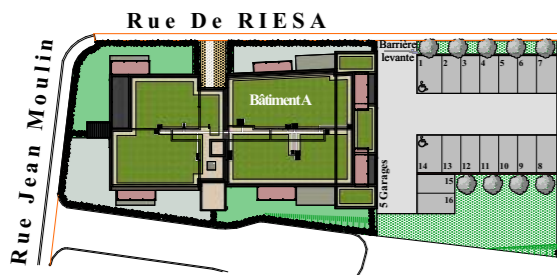 Rue De RIESA
Rue Jean Moulin
Barrière
levante
1 2 3 4 5 6 7
Bâtiment A
14 13 12 11 10 9 8
15
16
5 Garages